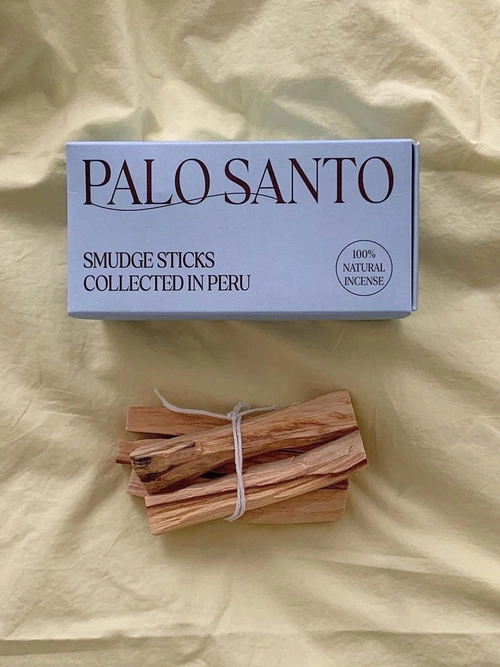 PALO SANTO
SMUDGE STICKS
COLLECTED IN PERU
100%
NATURAL
INCENSE